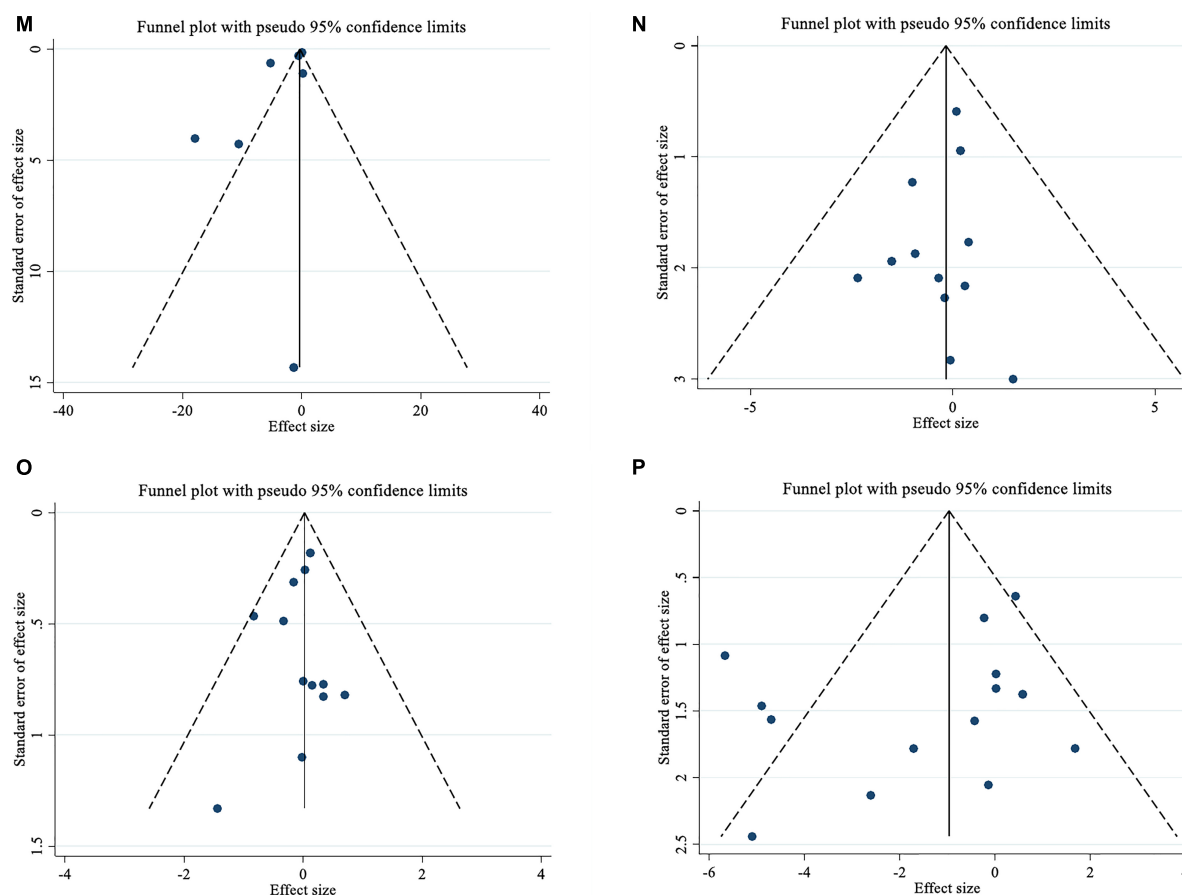 M
Funnel plot with pseudo 95% confidence limits
Standard error of effect size
0
5
10
15
-40 -20 0 20 40
Effect size
N
Funnel plot with pseudo 95% confidence limits
Standard error of effect size
0
1
2
3
-5 0 5
Effect size
O
Funnel plot with pseudo 95% confidence limits
Standard error of effect size
0
.5
1
1.5
-4 -2 0 2 4
Effect size
P
Funnel plot with pseudo 95% confidence limits
Standard error of effect size
0
.5
1
1.5
2
2.5
-6 -4 -2 0 2
Effect size